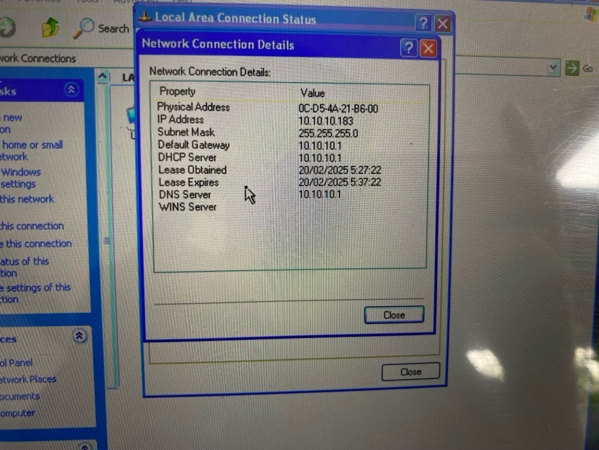 Search
Local Area Connection Status
Network Connection Details
work Connections
Go
Network Connection Details:
Property Value
Physical Address 0C-D5-4A-21-B6-00
IP Address 10.10.10.183
Subnet Mask 255.255.255.0
Default Gateway 10.10.10.1
DHCP Server 10.10.10.1
Lease Obtained 20/02/2025 5:27:22
Lease Expires 20/02/2025 5:37:22
DNS Server 10.10.10.1
WINS Server
Close
Close
sks
LA
new
on
home or small
etwork
Windows
settings
this network
this connection
e this connection
atus of this
tion
e settings of this
ction
ces
ol Panel
etwork Places
ocuments
omputer